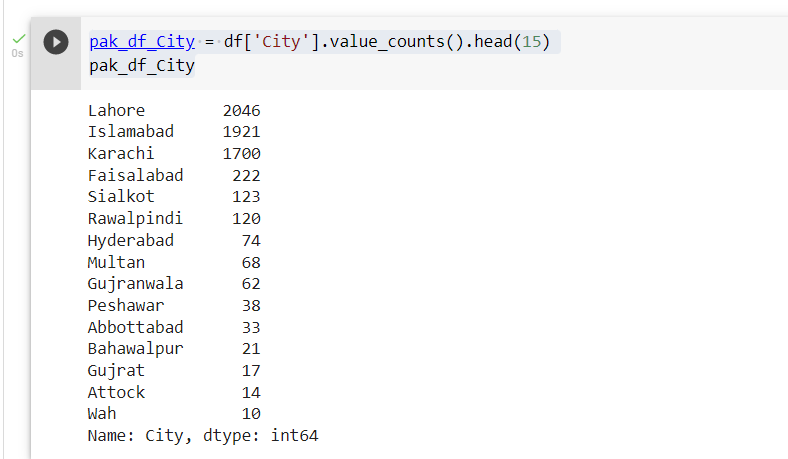 0s
pak_df_City = df['City'].value_counts().head(15)
pak_df_City
Lahore 2046
Islamabad 1921
Karachi 1700
Faisalabad 222
Sialkot 123
Rawalpindi 120
Hyderabad 74
Multan 68
Gujranwala 62
Peshawar 38
Abbottabad 33
Bahawalpur 21
Gujrat 17
Attock 14
Wah 10
Name: City, dtype: int64